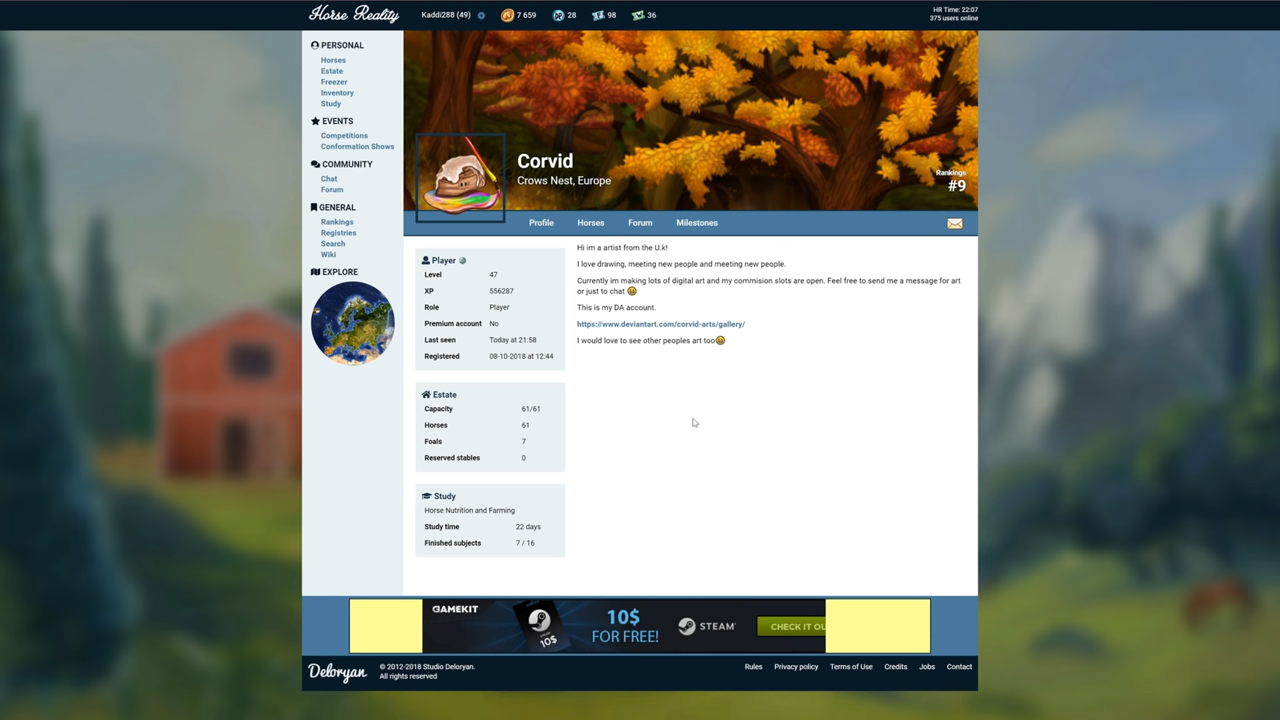 Horse Reality
Kaddi288 (49) 7 659 28 98 36
HR Time: 22:07
375 users online
PERSONAL
Horses
Estate
Freezer
Inventory
Study
EVENTS
Competitions
Conformation Shows
COMMUNITY
Chat
Forum
GENERAL
Rankings
Registries
Search
Wiki
EXPLORE
Corvid
Crows Nest, Europe
Rankings
#9
Profile Horses Forum Milestones
Player
Level 47
XP 556287
Role Player
Premium account No
Last seen Today at 21:58
Registered 08-10-2018 at 12:44
Estate
Capacity 61/61
Horses 61
Foals 7
Reserved stables 0
Study
Horse Nutrition and Farming
Study time 22 days
Finished subjects 7 / 16
Hi im a artist from the U.k!
I love drawing, meeting new people and meeting new people.
Currently im making lots of digital art and my commision slots are open. Feel free to send me a message for art
or just to chat
This is my DA account.
https://www.deviantart.com/corvid-arts/gallery/
I would love to see other peoples art too
GAMEKIT
10$
10$
FOR FREE!
STEAM
CHECK IT OU
Deloryan
© 2012-2018 Studio Deloryan.
All rights reserved
Rules Privacy policy Terms of Use Credits Jobs Contact